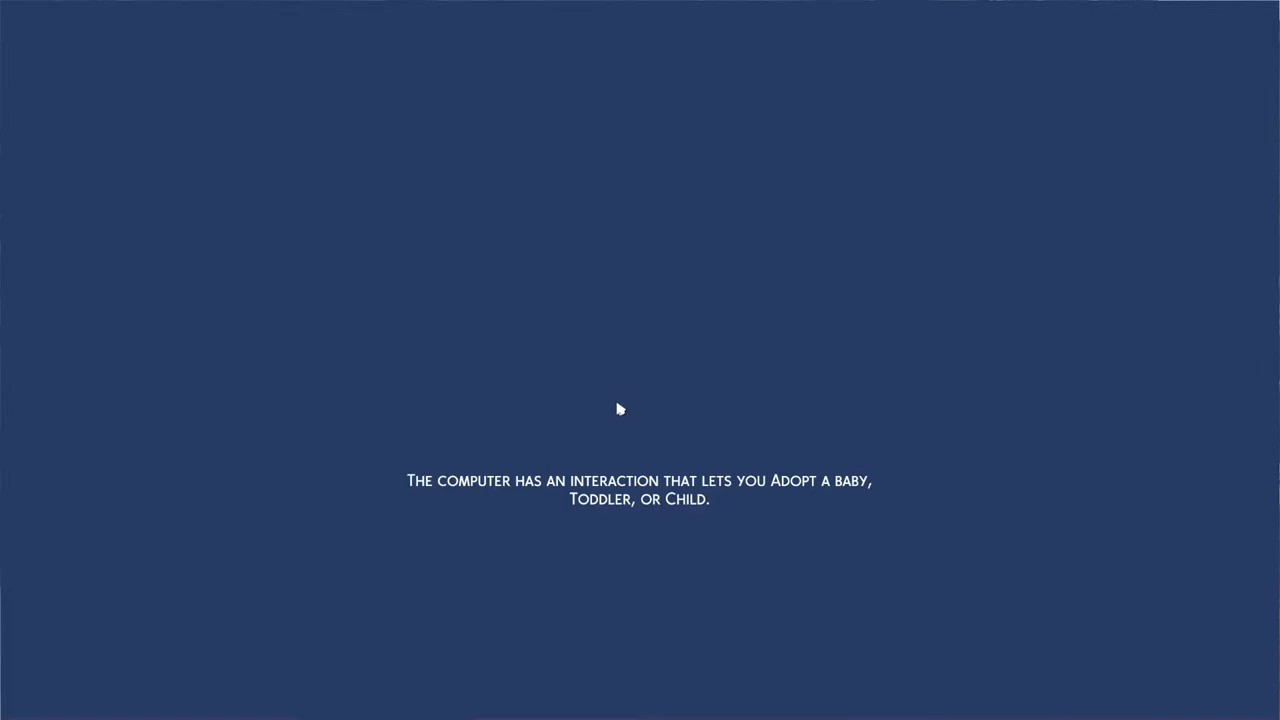 The computer has an interaction that lets you Adopt a baby,
Toddler, or Child.